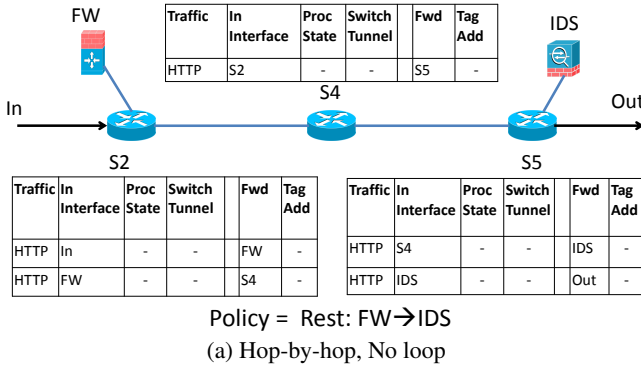 FW
Traffic In Interface Proc State Switch Tunnel Fwd Tag Add
HTTP S2 - - S5 -
IDS
In
S4
Out
S2
Traffic In Interface Proc State Switch Tunnel Fwd Tag Add
HTTP In - - FW -
HTTP FW - - S4 -
S5
Traffic In Interface Proc State Switch Tunnel Fwd Tag Add
HTTP S4 - - IDS -
HTTP IDS - - Out -
Policy = Rest: FW→IDS
(a) Hop-by-hop, No loop